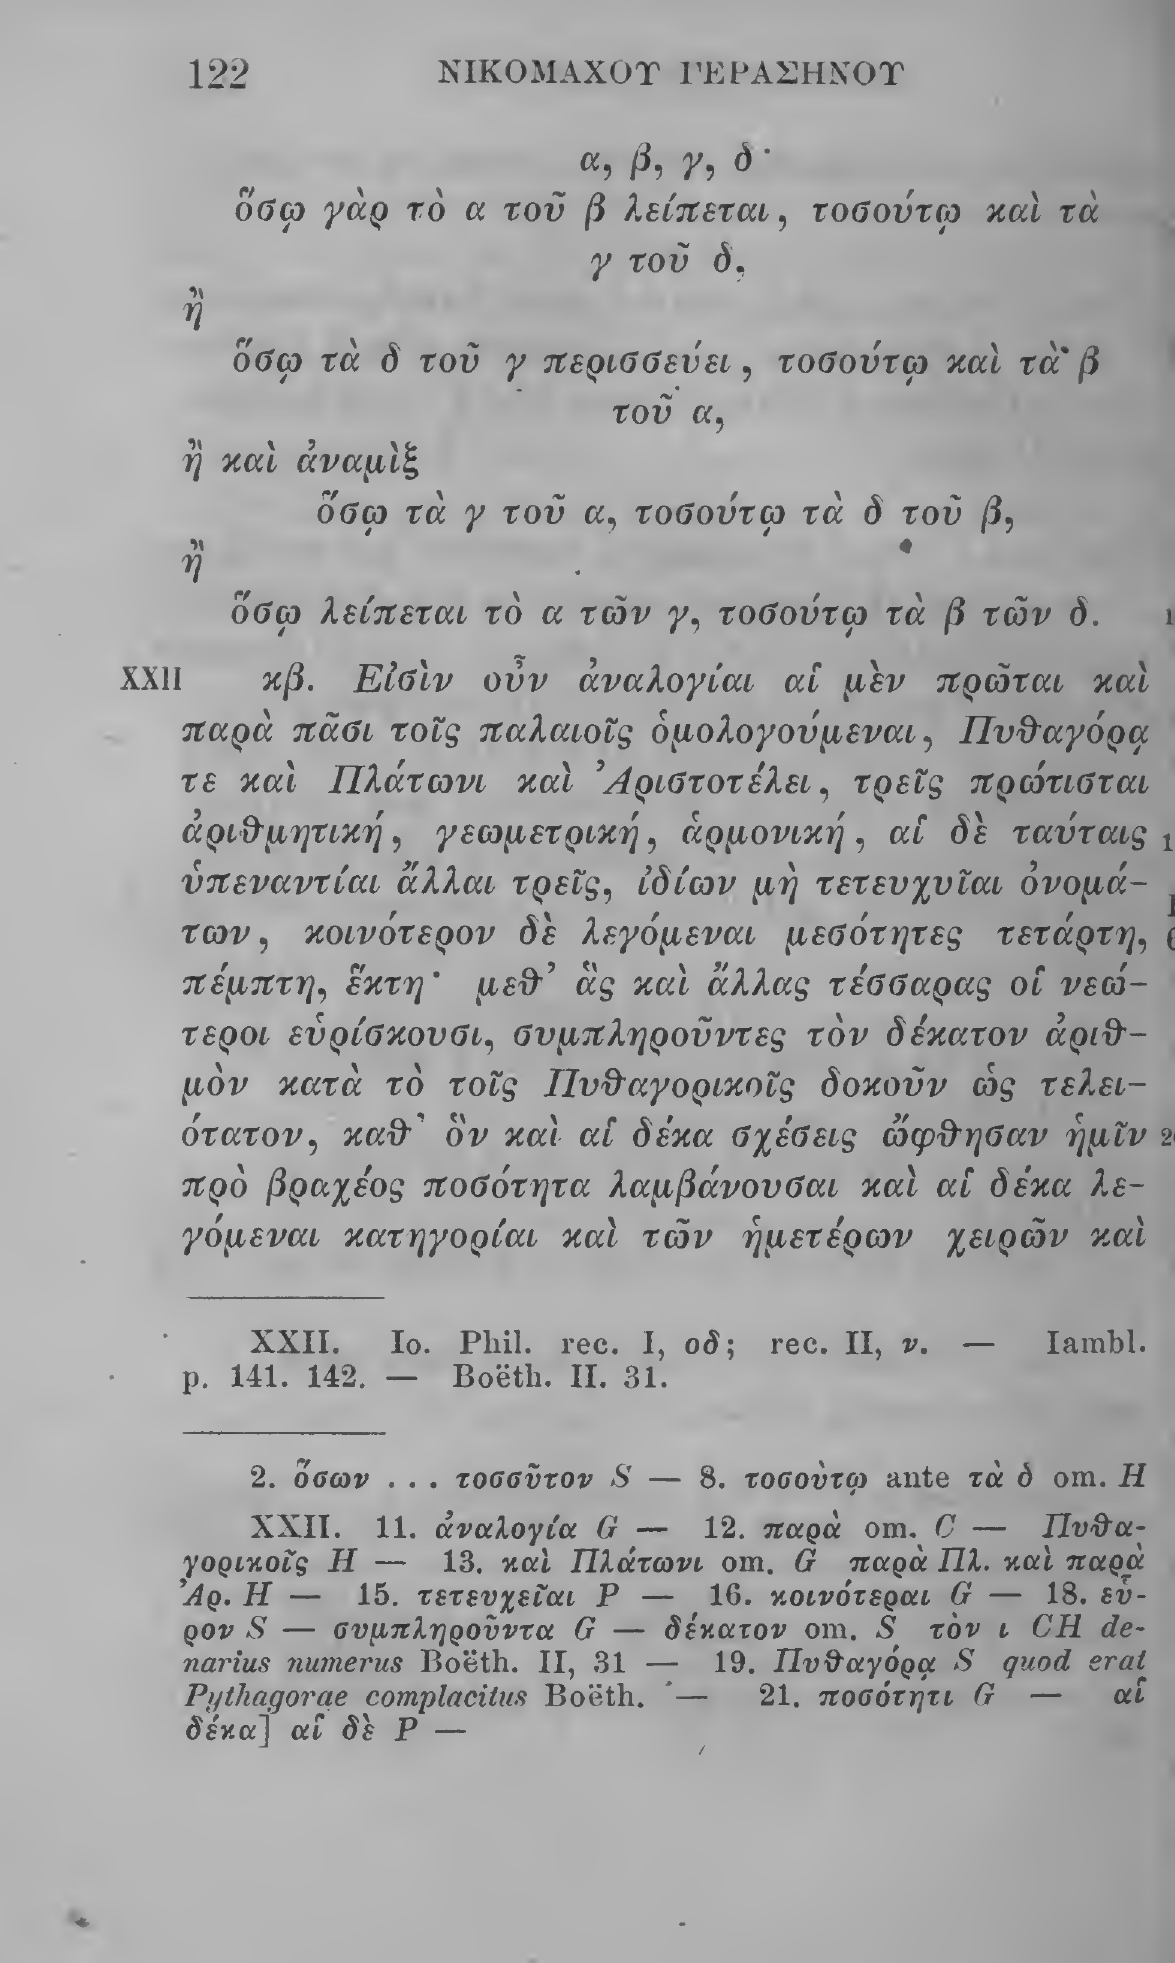 122 ΝΙΚΟΜΑΧΟΥ ΓΕΡΑΣΗΝΟΥ
α, β, γ, δ·
ὅσῳ γὰρ τὸ α τοῦ β λείπεται, τοσούτῳ καὶ τὰ
γ τοῦ δ,
ἢ
ὅσῳ τὰ δ τοῦ γ περισσεύει, τοσούτῳ καὶ τὰ β
τοῦ α,
ἢ καὶ ἀναμὶξ
ὅσῳ τὰ γ τοῦ α, τοσούτῳ τὰ δ τοῦ β,
ἢ
ὅσῳ λείπεται τὸ α τῶν γ, τοσούτῳ τὰ β τῶν δ.
XXII κβ. Εἰσὶν οὖν ἀναλογίαι αἱ μὲν πρῶται καὶ
παρὰ πᾶσι τοῖς παλαιοῖς ὁμολογούμεναι, Πυθαγόρᾳ
τε καὶ Πλάτωνι καὶ Ἀριστοτέλει, τρεῖς πρώτισται
ἀριθμητική, γεωμετρική, ἁρμονική, αἱ δὲ ταύταις
ὑπεναντίαι ἄλλαι τρεῖς, ἰδίων μὴ τετευχυῖαι ὀνομά-
των, κοινότερον δὲ λεγόμεναι μεσότητες τετάρτη,
πέμπτη, ἕκτη· μεθ’ ἃς καὶ ἄλλας τέσσαρας οἱ νεώ-
τεροι εὑρίσκουσι, συμπληροῦντες τὸν δέκατον ἀριθ-
μὸν κατὰ τὸ τοῖς Πυθαγορικοῖς δοκοῦν ὡς τελει-
ότατον, καθ’ ὃν καὶ αἱ δέκα σχέσεις ὤφθησαν ἡμῖν
πρὸ βραχέος ποσότητα λαμβάνουσαι καὶ αἱ δέκα λε-
γόμεναι κατηγορίαι καὶ τῶν ἡμετέρων χειρῶν καὶ
XXII. Io. Phil. rec. I, οδ; rec. II, ν. — Iambl.
p. 141. 142. — Boëth. II. 31.
2. ὅσων . . . τοσσῦτον S — 8. τοσούτῳ ante τὰ δ om. H
XXII. 11. ἀναλογία G — 12. παρὰ om. C — Πυθα-
γορικοῖς H — 13. καὶ Πλάτωνι om. G παρὰ Πλ. καὶ παρὰ
Ἀρ. H — 15. τετευχεῖαι P — 16. κοινότεραι G — 18. εὗ-
ρον S — συμπληροῦντα G — δέκατον om. S τὸν ι CH de-
narius numerus Boëth. II, 31 — 19. Πυθαγόρᾳ S quod erat
Pythagorae complacitus Boëth. — 21. ποσότητι G — αἱ
δέκα] αἱ δὲ P —